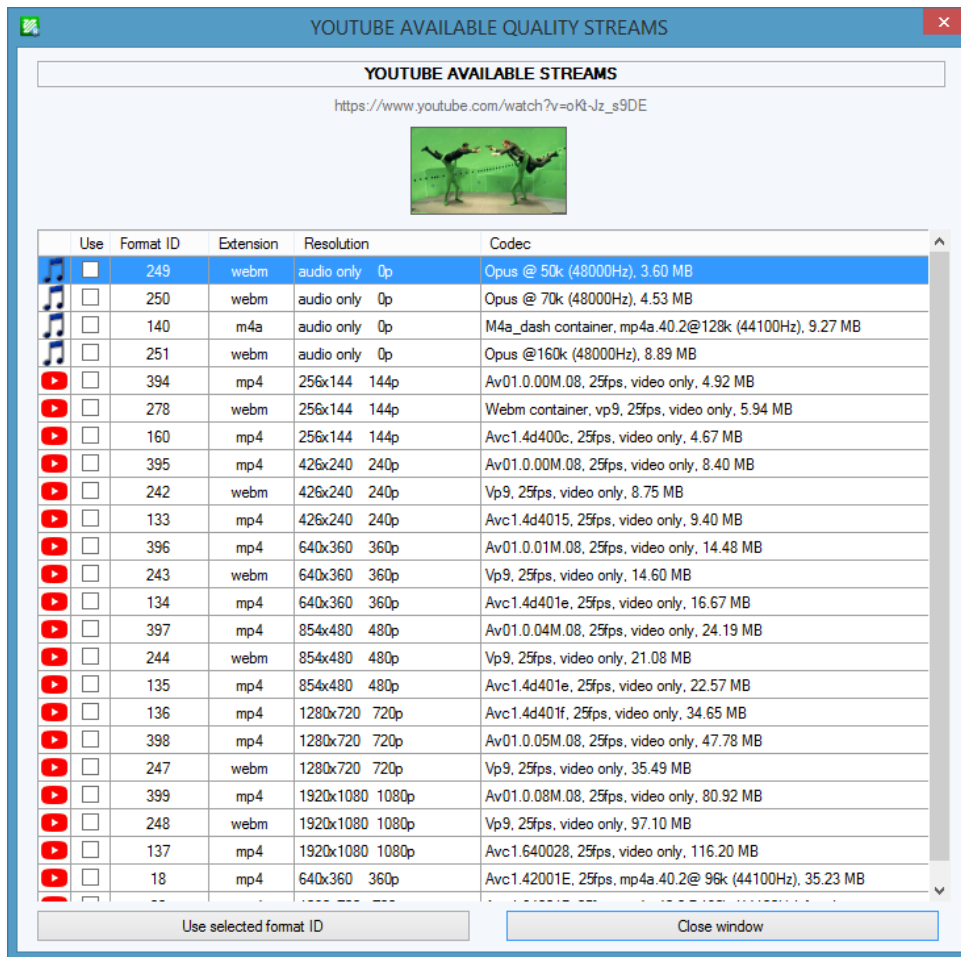 YOUTUBE AVAILABLE QUALITY STREAMS
YOUTUBE AVAILABLE STREAMS
https://www.youtube.com/watch?v=oKt-Jz_s9DE
Use Format ID Extension Resolution Codec
249 webm audio only 0p Opus @ 50k (48000Hz), 3.60 MB
250 webm audio only 0p Opus @ 70k (48000Hz), 4.53 MB
140 m4a audio only 0p M4a_dash container, mp4a.40.2@128k (44100Hz), 9.27 MB
251 webm audio only 0p Opus @160k (48000Hz), 8.89 MB
394 mp4 256x144 144p Av01.0.00M.08, 25fps, video only, 4.92 MB
278 webm 256x144 144p Webm container, vp9, 25fps, video only, 5.94 MB
160 mp4 256x144 144p Avc1.4d400c, 25fps, video only, 4.67 MB
395 mp4 426x240 240p Av01.0.00M.08, 25fps, video only, 8.40 MB
242 webm 426x240 240p Vp9, 25fps, video only, 8.75 MB
133 mp4 426x240 240p Avc1.4d4015, 25fps, video only, 9.40 MB
396 mp4 640x360 360p Av01.0.01M.08, 25fps, video only, 14.48 MB
243 webm 640x360 360p Vp9, 25fps, video only, 14.60 MB
134 mp4 640x360 360p Avc1.4d401e, 25fps, video only, 16.67 MB
397 mp4 854x480 480p Av01.0.04M.08, 25fps, video only, 24.19 MB
244 webm 854x480 480p Vp9, 25fps, video only, 21.08 MB
135 mp4 854x480 480p Avc1.4d401e, 25fps, video only, 22.57 MB
136 mp4 1280x720 720p Avc1.4d401f, 25fps, video only, 34.65 MB
398 mp4 1280x720 720p Av01.0.05M.08, 25fps, video only, 47.78 MB
247 webm 1280x720 720p Vp9, 25fps, video only, 35.49 MB
399 mp4 1920x1080 1080p Av01.0.08M.08, 25fps, video only, 80.92 MB
248 webm 1920x1080 1080p Vp9, 25fps, video only, 97.10 MB
137 mp4 1920x1080 1080p Avc1.640028, 25fps, video only, 116.20 MB
18 mp4 640x360 360p Avc1.42001E, 25fps, mp4a.40.2@ 96k (44100Hz), 35.23 MB
Use selected format ID
Close window